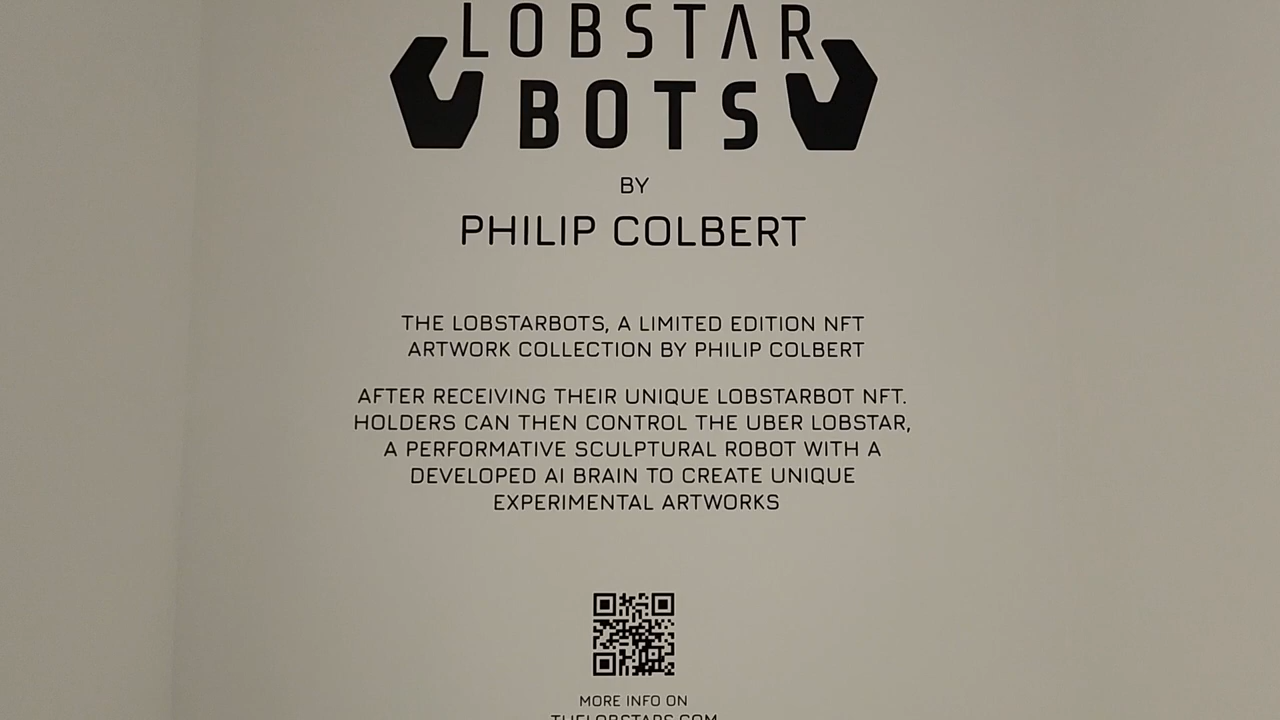 LOBSTAR
BOTS
BY
PHILIP COLBERT
THE LOBSTARBOTS, A LIMITED EDITION NFT
ARTWORK COLLECTION BY PHILIP COLBERT
AFTER RECEIVING THEIR UNIQUE LOBSTARBOT NFT.
HOLDERS CAN THEN CONTROL THE UBER LOBSTAR,
A PERFORMATIVE SCULPTURAL ROBOT WITH A
DEVELOPED AI BRAIN TO CREATE UNIQUE
EXPERIMENTAL ARTWORKS
MORE INFO ON
THELOBSTARS.COM